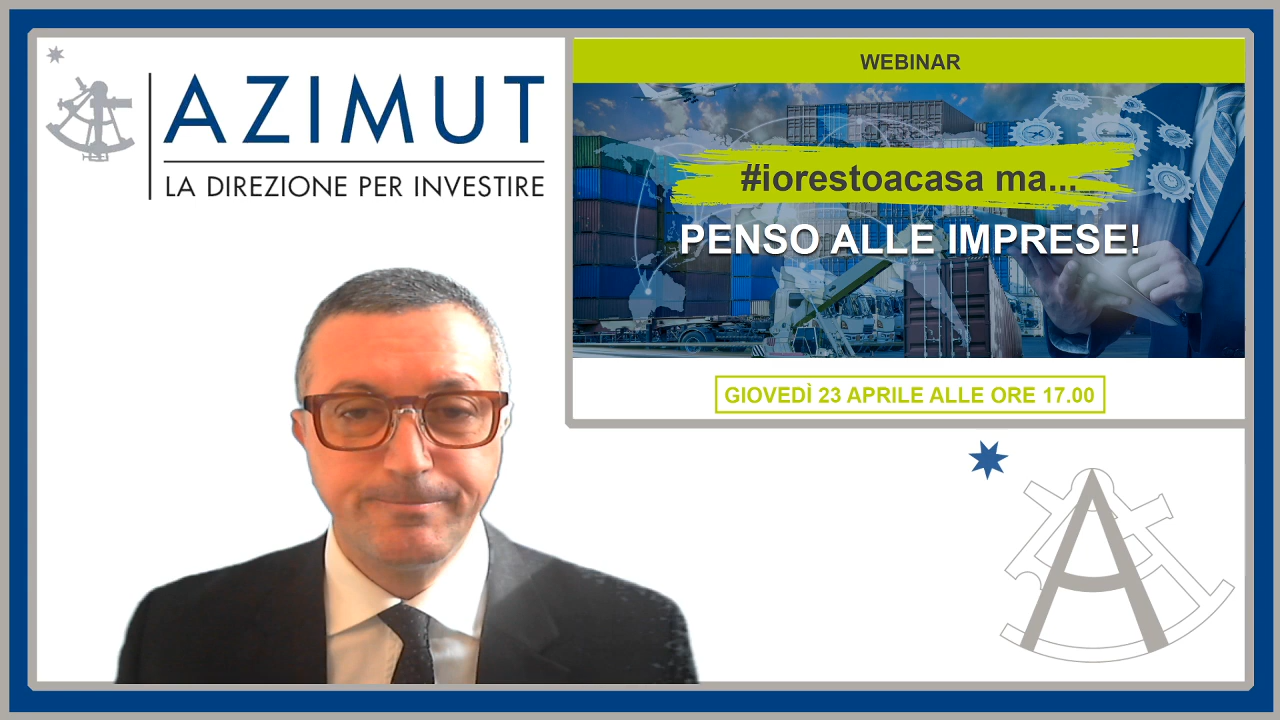 AZIMUT
LA DIREZIONE PER INVESTIRE
WEBINAR
#iorestoacasa ma...
PENSO ALLE IMPRESE!
GIOVEDÌ 23 APRILE ALLE ORE 17.00